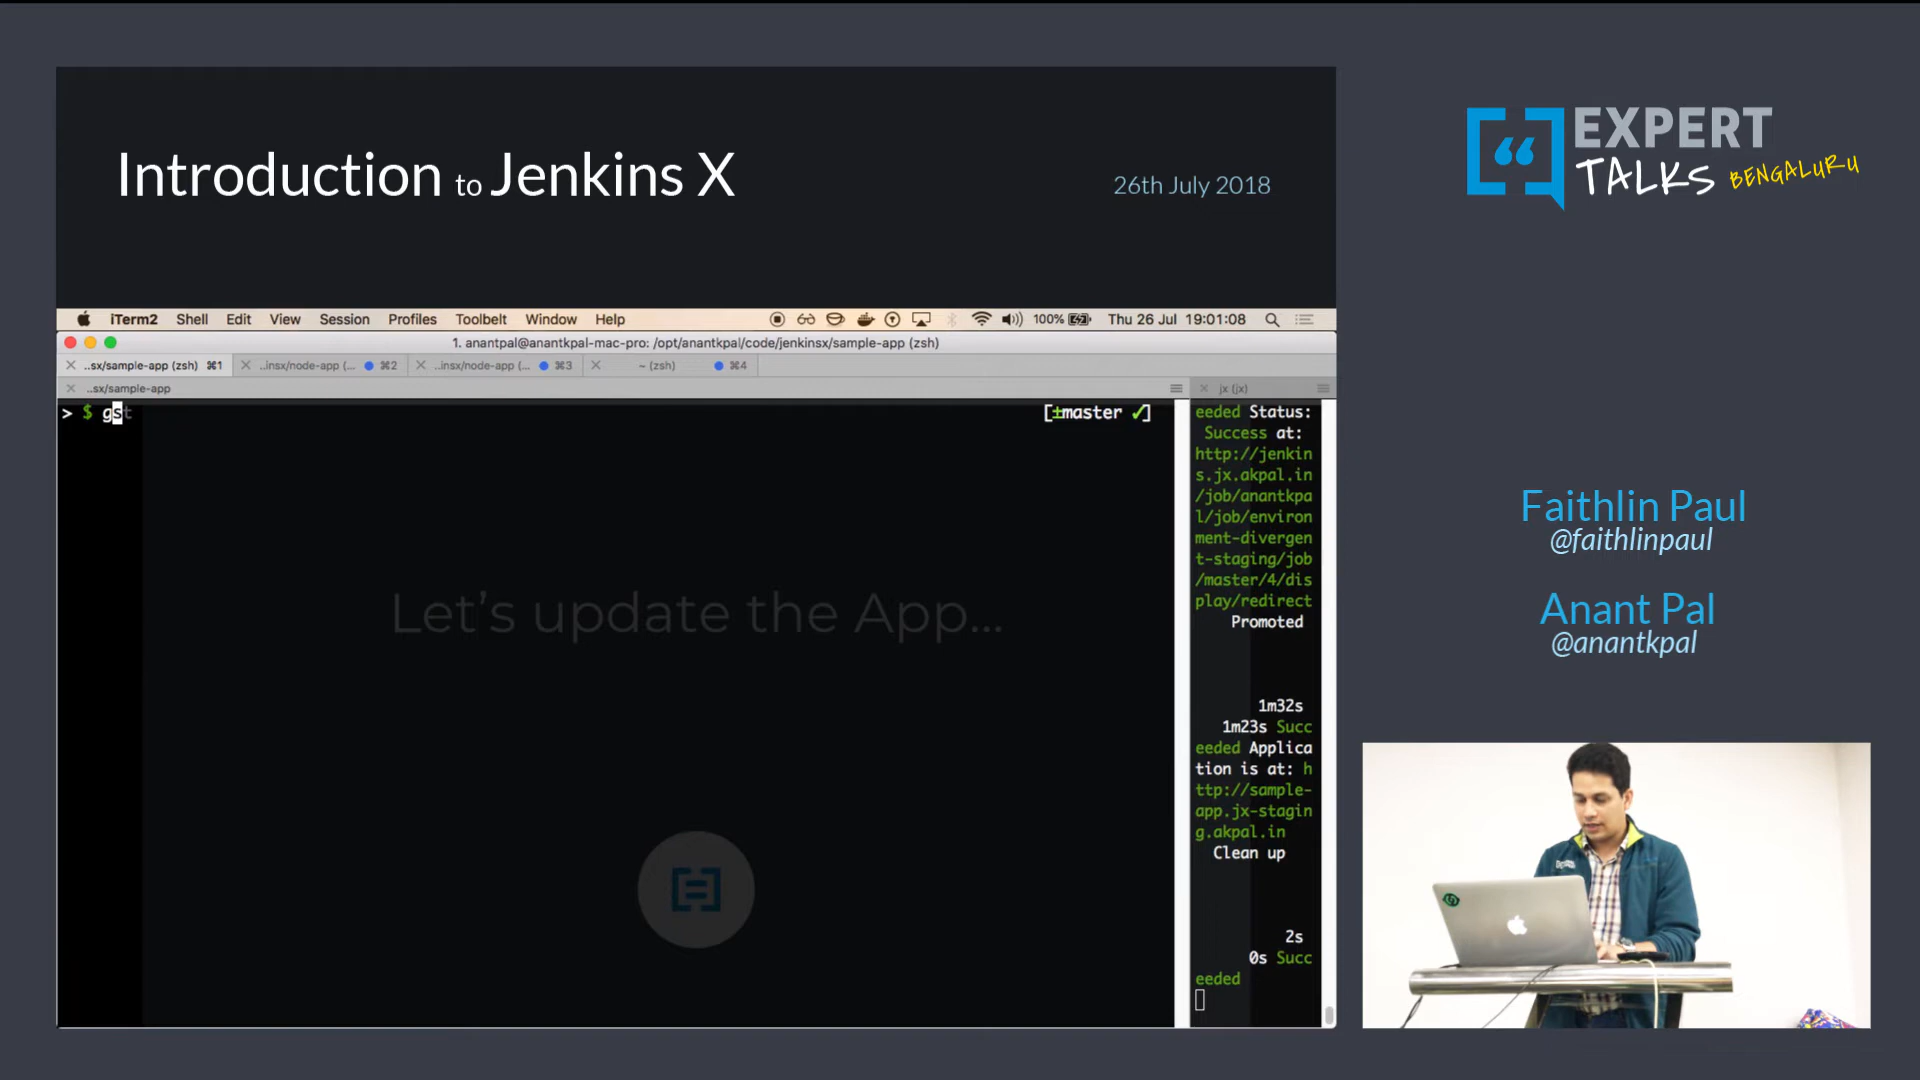 Introduction to Jenkins X
26th July 2018
EXPERT
TALKS BENGALURU
iTerm2 Shell Edit View Session Profiles Toolbelt Window Help 100% Thu 26 Jul 19:01:08
1. anantpal@anantkpal-mac-pro: /opt/anantkpal/code/jenkinsx/sample-app (zsh)
..sx/sample-app (zsh) ⌘1 ..insx/node-app (... ⌘2 ..insx/node-app (... ⌘3 ~ (zsh) ⌘4
..sx/sample-app
jx (jx)
> $ gst [±master ✓]
eeded Status:
Success at:
http://jenkin
s.jx.akpal.in
/job/anantkpa
l/job/environ
ment-divergen
t-staging/job
/master/4/dis
play/redirect
Promoted
1m32s
1m23s Succ
eeded Applica
tion is at: h
ttp://sample-
app.jx-stagin
g.akpal.in
Clean up
2s
0s Succ
eeded
Let's update the App...
Faithlin Paul
@faithlinpaul
Anant Pal
@anantkpal